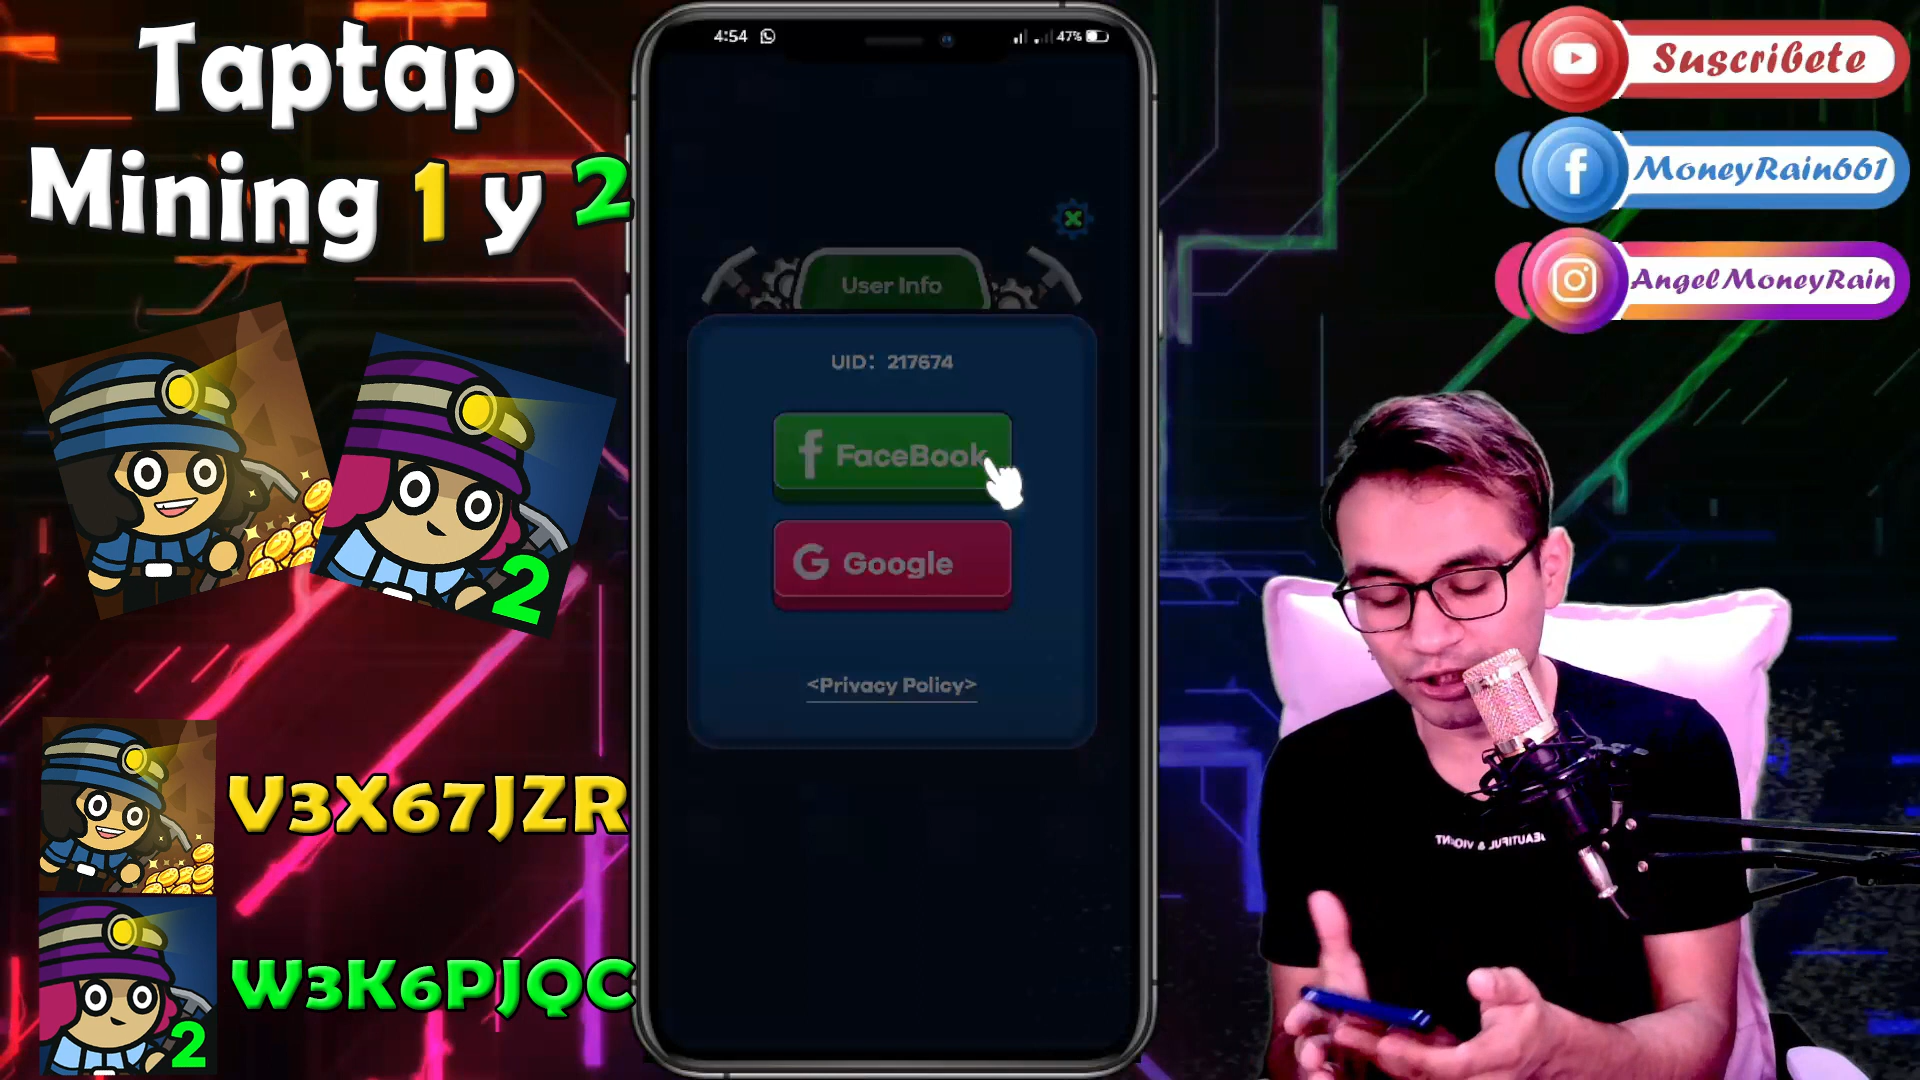 Taptap
Mining 1 y 2
2
V3X67JZR
W3K6PJQC
2
4:54
47%
User Info
UID: 217674
f FaceBook
G Google
<Privacy Policy>
Suscribete
f MoneyRain661
AngelMoneyRain